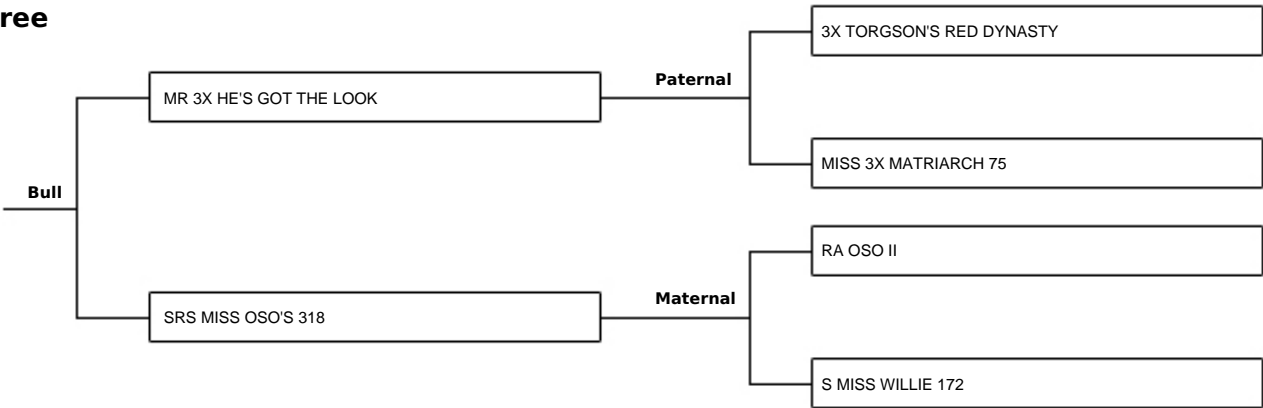 ree
3X TORGSON'S RED DYNASTY
Paternal
MR 3X HE'S GOT THE LOOK
MISS 3X MATRIARCH 75
Bull
RA OSO II
Maternal
SRS MISS OSO'S 318
S MISS WILLIE 172